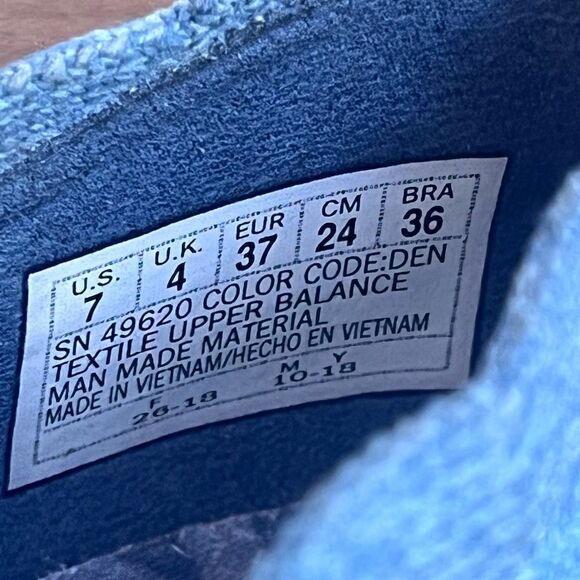 U.S. U.K. EUR CM BRA
7 4 37 24 36
SN 49620 COLOR CODE:DEN
TEXTILE UPPER BALANCE
MAN MADE MATERIAL
MADE IN VIETNAM/HECHO EN VIETNAM
F M Y
26-18 10-18